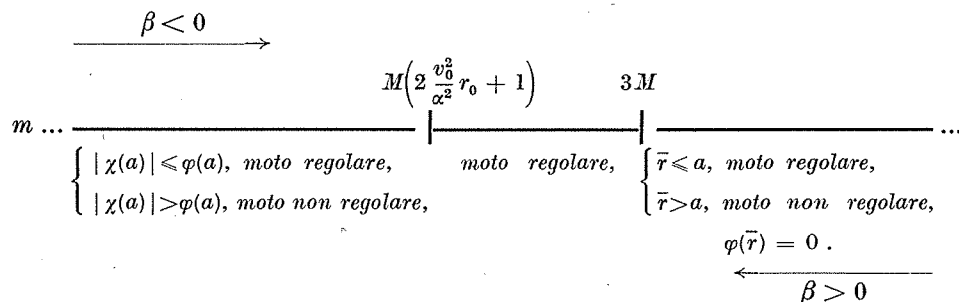 β < 0
M(2 v₀²/α² r₀ + 1) 3M
m ... ...
{ | χ(a) | ⩽ φ(a), moto regolare, moto regolare, { r̄ ⩽ a, moto regolare,
| χ(a) | > φ(a), moto non regolare, r̄ > a, moto non regolare,
φ(r̄) = 0 .
β > 0